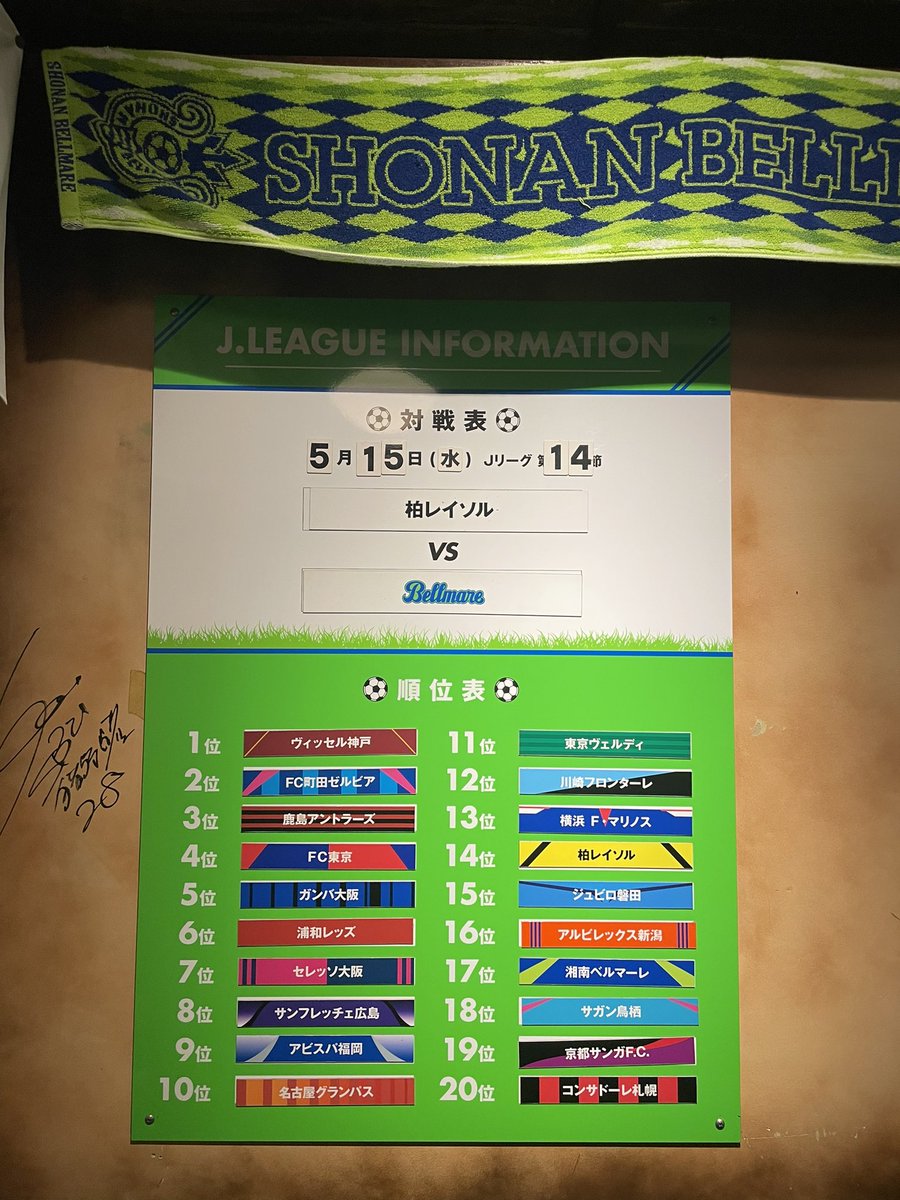 SHONAN BELLMARE
SHONAN
SHONAN BELL
J.LEAGUE INFORMATION
対戦表
5月15日(水) Jリーグ 第14節
柏レイソル
VS
Bellmare
順位表
1位 ヴィッセル神戸
2位 FC町田ゼルビア
3位 鹿島アントラーズ
4位 FC東京
5位 ガンバ大阪
6位 浦和レッズ
7位 セレッソ大阪
8位 サンフレッチェ広島
9位 アビスパ福岡
10位 名古屋グランパス
11位 東京ヴェルディ
12位 川崎フロンターレ
13位 横浜 F・マリノス
14位 柏レイソル
15位 ジュビロ磐田
16位 アルビレックス新潟
17位 湘南ベルマーレ
18位 サガン鳥栖
19位 京都サンガF.C.
20位 コンサドーレ札幌
28